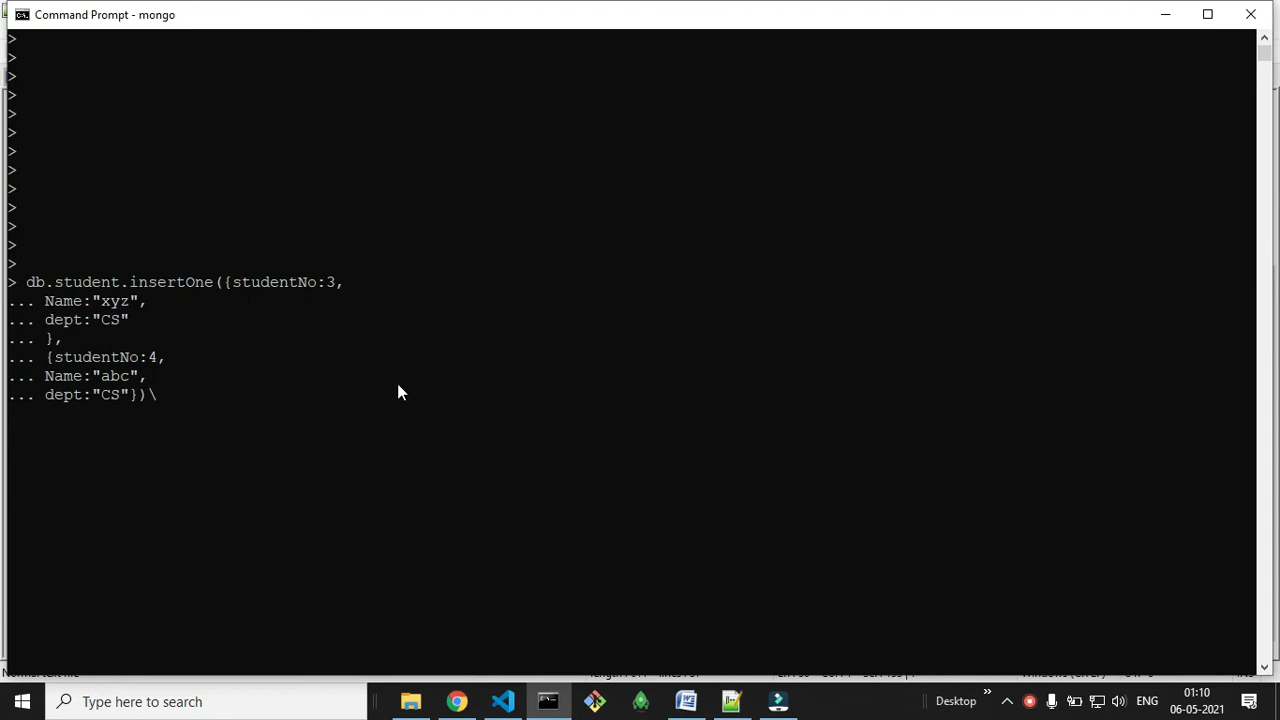 Command Prompt - mongo
>
>
>
>
>
>
>
>
>
>
>
>
>
> db.student.insertOne({studentNo:3,
... Name:"xyz",
... dept:"CS"
... },
... {studentNo:4,
... Name:"abc",
... dept:"CS"})\
Type here to search
Desktop
ENG
01:10
06-05-2021